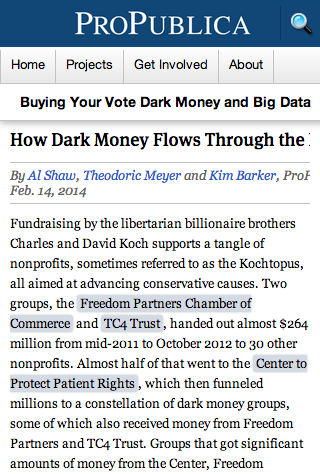 PROPUBLICA
Home Projects Get Involved About
Buying Your Vote Dark Money and Big Data
How Dark Money Flows Through the
By Al Shaw, Theodoric Meyer and Kim Barker,
Feb. 14, 2014
Fundraising by the libertarian billionaire brothers
Charles and David Koch supports a tangle of
nonprofits, sometimes referred to as the Kochtopus,
all aimed at advancing conservative causes. Two
groups, the Freedom Partners Chamber of
Commerce and TC4 Trust, handed out almost $264
million from mid-2011 to October 2012 to 30 other
nonprofits. Almost half of that went to the Center to
Protect Patient Rights, which then funneled
millions to a constellation of dark money groups,
some of which also received money from Freedom
Partners and TC4 Trust. Groups that got significant
amounts of money from the Center, Freedom